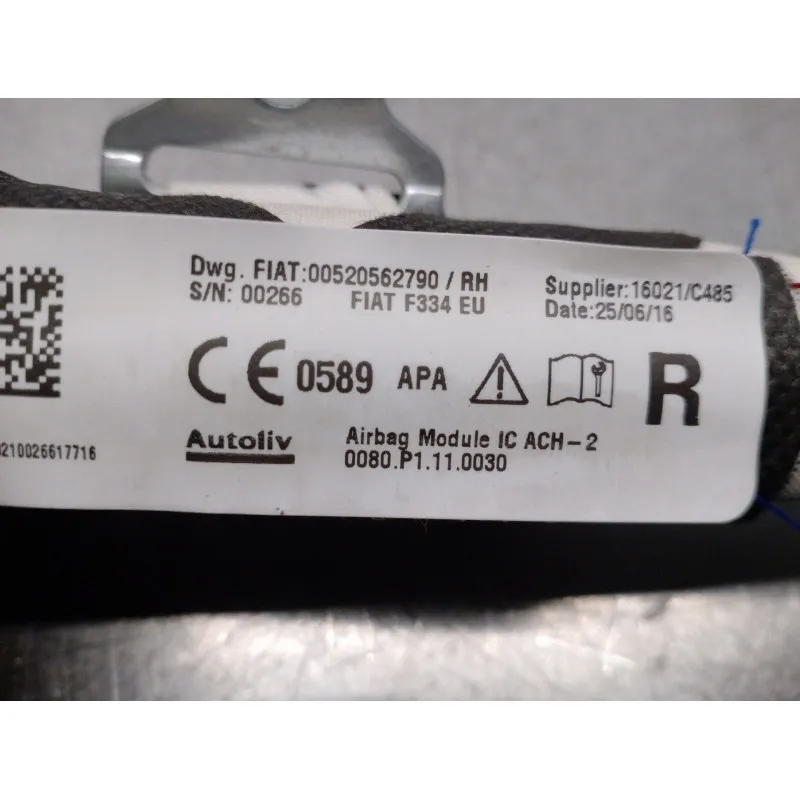 Dwg. FIAT:00520562790 / RH
S/N: 00266 FIAT F334 EU
Supplier:16021/C485
Date:25/06/16
CE 0589 APA
R
Autoliv
Airbag Module IC ACH-2
0080.P1.11.0030
0210026617716